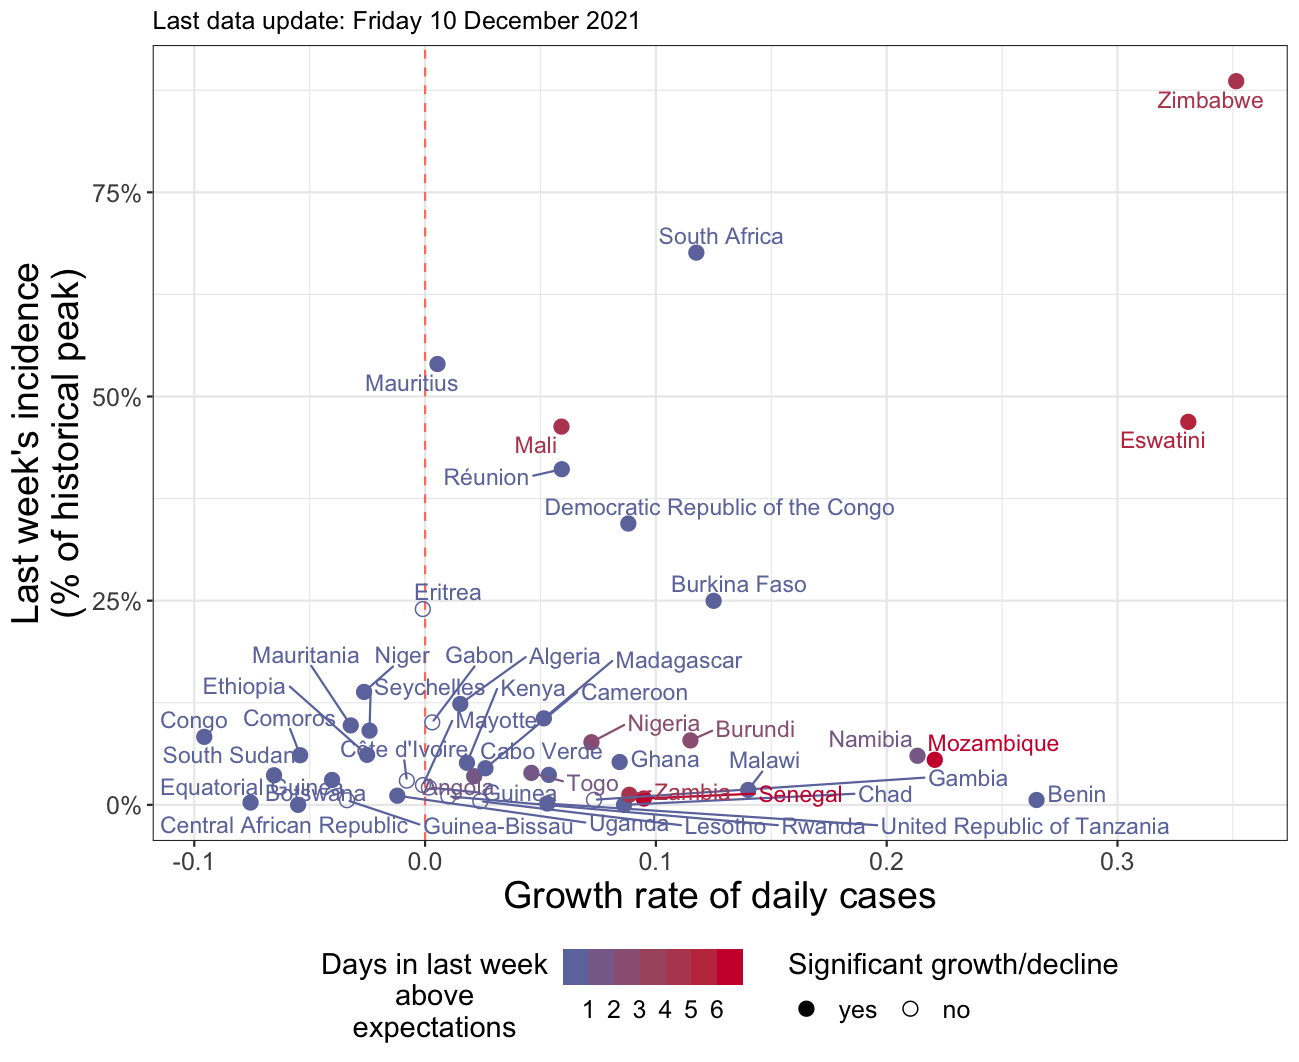 Last data update: Friday 10 December 2021
Last week's incidence
(% of historical peak)
75%
50%
25%
0%
Zimbabwe
South Africa
Mauritius
Mali
Eswatini
Réunion
Democratic Republic of the Congo
Burkina Faso
Eritrea
Mauritania
Niger
Gabon
Algeria
Madagascar
Ethiopia
Seychelles
Kenya
Cameroon
Congo
Comoros
Mayotte
Nigeria
Burundi
Namibia
Mozambique
South Sudan
Côte d'Ivoire
Cabo Verde
Ghana
Malawi
Equatorial Guinea
Angola
Togo
Gambia
Botswana
Guinea
Zambia
Senegal
Chad
Benin
Central African Republic
Guinea-Bissau
Uganda
Lesotho
Rwanda
United Republic of Tanzania
-0.1
0.0
0.1
0.2
0.3
Growth rate of daily cases
Days in last week
above
expectations
1 2 3 4 5 6
Significant growth/decline
yes
no